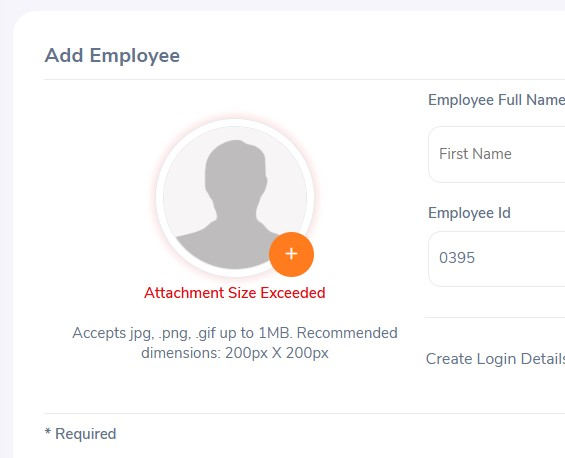 Add Employee
Employee Full Name
First Name
Employee Id
0395
+
Attachment Size Exceeded
Accepts jpg, .png, .gif up to 1MB. Recommended
dimensions: 200px X 200px
Create Login Details
* Required